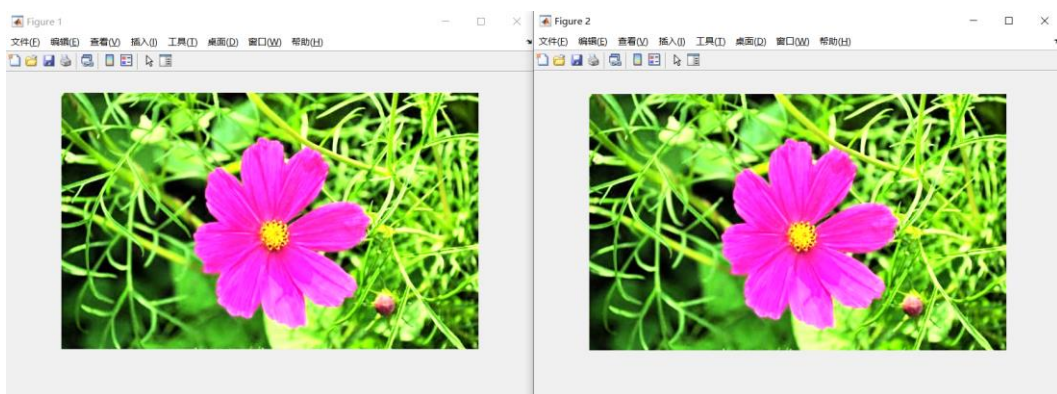 Figure 1
文件(F) 编辑(E) 查看(V) 插入(I) 工具(T) 桌面(D) 窗口(W) 帮助(H)
Figure 2
文件(F) 编辑(E) 查看(V) 插入(I) 工具(T) 桌面(D) 窗口(W) 帮助(H)